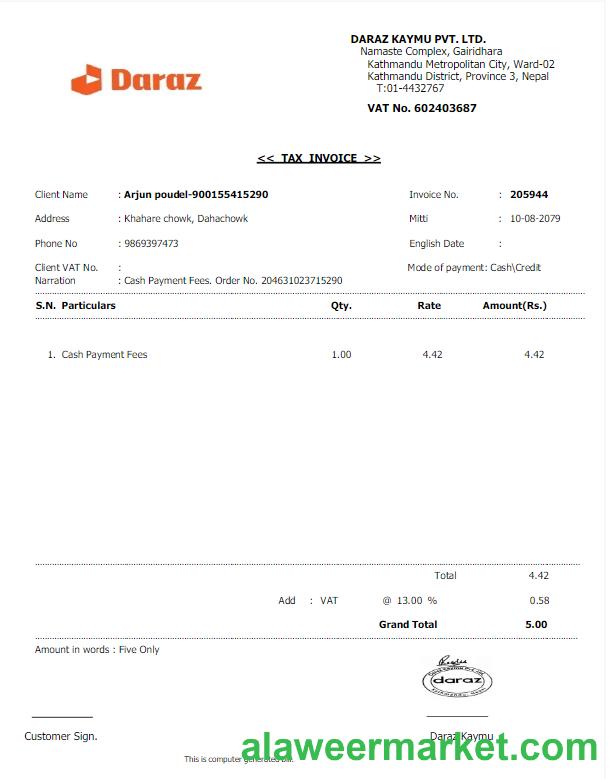 Daraz
DARAZ KAYMU PVT. LTD.
Namaste Complex, Gairidhara
Kathmandu Metropolitan City, Ward-02
Kathmandu District, Province 3, Nepal
T:01-4432767
VAT No. 602403687
<< TAX INVOICE >>
Client Name : Arjun poudel-900155415290 Invoice No. : 205944
Address : Khahare chowk, Dahachowk Mitti : 10-08-2079
Phone No : 9869397473 English Date :
Client VAT No. : Mode of payment: Cash\Credit
Narration : Cash Payment Fees. Order No. 204631023715290
S.N. Particulars Qty. Rate Amount(Rs.)
1. Cash Payment Fees 1.00 4.42 4.42
Total 4.42
Add : VAT @ 13.00 % 0.58
Grand Total 5.00
Amount in words : Five Only
daraz
Customer Sign. Daraz Kaymu
alaweermarket.com
This is computer generated bill.